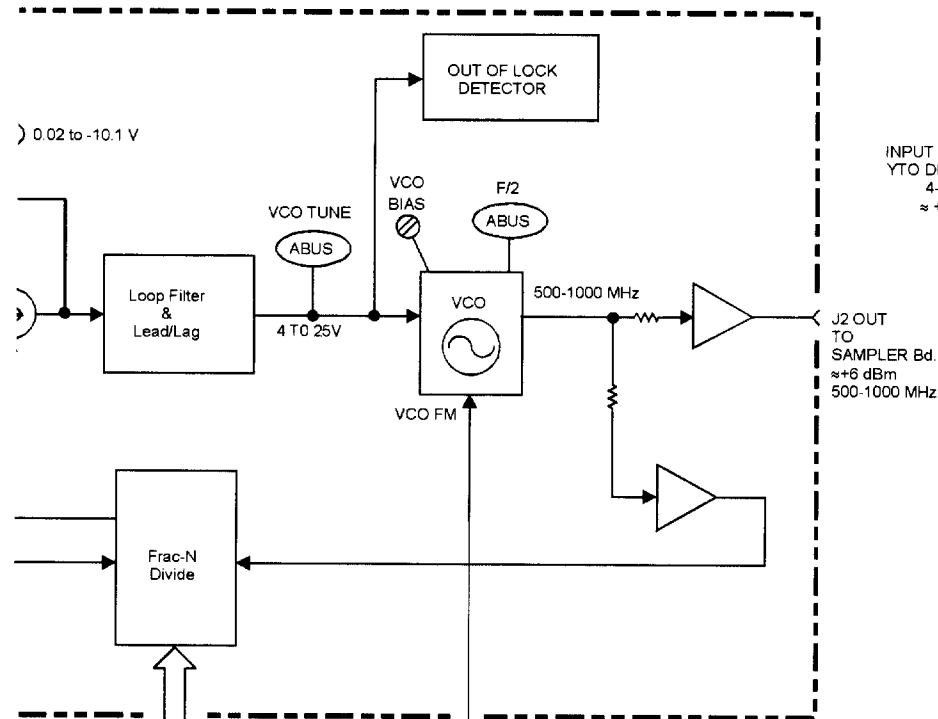 OUT OF LOCK
DETECTOR
) 0.02 to -10.1 V
INPUT
4-
VCO
BIAS
F/2
ABUS
VCO TUNE
ABUS
Loop Filter
&
Lead/Lag
4 TO 25V
VCO
500-1000 MHz
VCO FM
J2 OUT
TO
SAMPLER Bd.
≈+6 dBm
500-1000 MHz
Frac-N
Divide